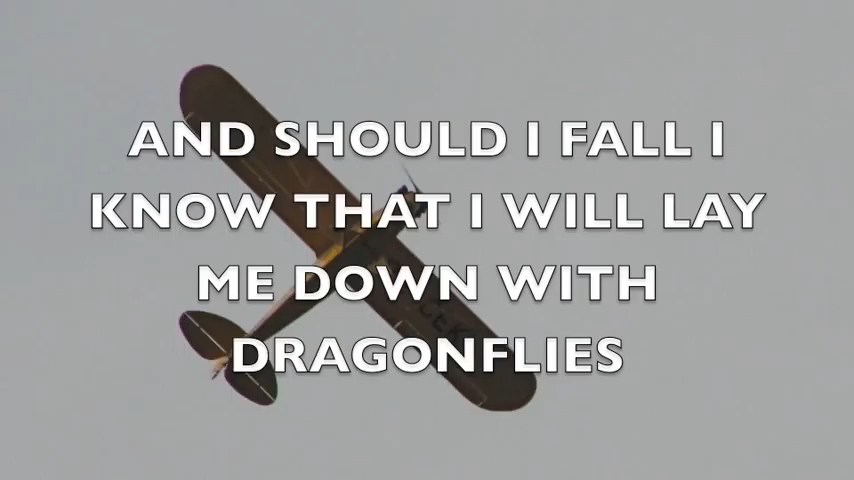 AND SHOULD I FALL I
KNOW THAT I WILL LAY
ME DOWN WITH
DRAGONFLIES